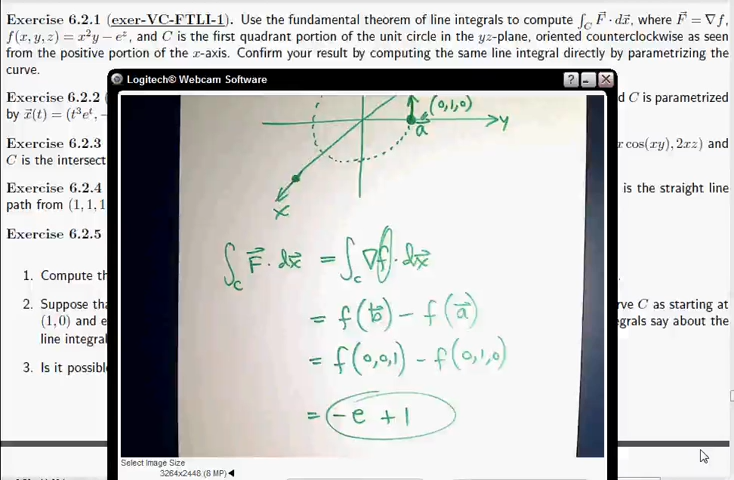 Exercise 6.2.1 (exer-VC-FTLI-1). Use the fundamental theorem of line integrals to compute ∫_C F⃗ · dx⃗, where F⃗ = ∇f,
f(x, y, z) = x²y − e^z, and C is the first quadrant portion of the unit circle in the yz-plane, oriented counterclockwise as seen
from the positive portion of the x-axis. Confirm your result by computing the same line integral directly by parametrizing the
curve.
Logitech® Webcam Software
Exercise 6.2.2 (
d C is parametrized
by x⃗(t) = (t³e^t, −
(0,1,0)
a⃗
y
x
Exercise 6.2.3
x cos(xy), 2xz) and
C is the intersect
Exercise 6.2.4
is the straight line
path from (1, 1, 1
Exercise 6.2.5
∫_C F⃗ · dx⃗ = ∫_C ∇f · dx⃗
1. Compute th
2. Suppose tha
rve C as starting at
(1, 0) and e
egrals say about the
line integral
3. Is it possibl
= f(b⃗) − f(a⃗)
= f(0,0,1) − f(0,1,0)
= −e + 1
Select Image Size
3264x2448 (8 MP)